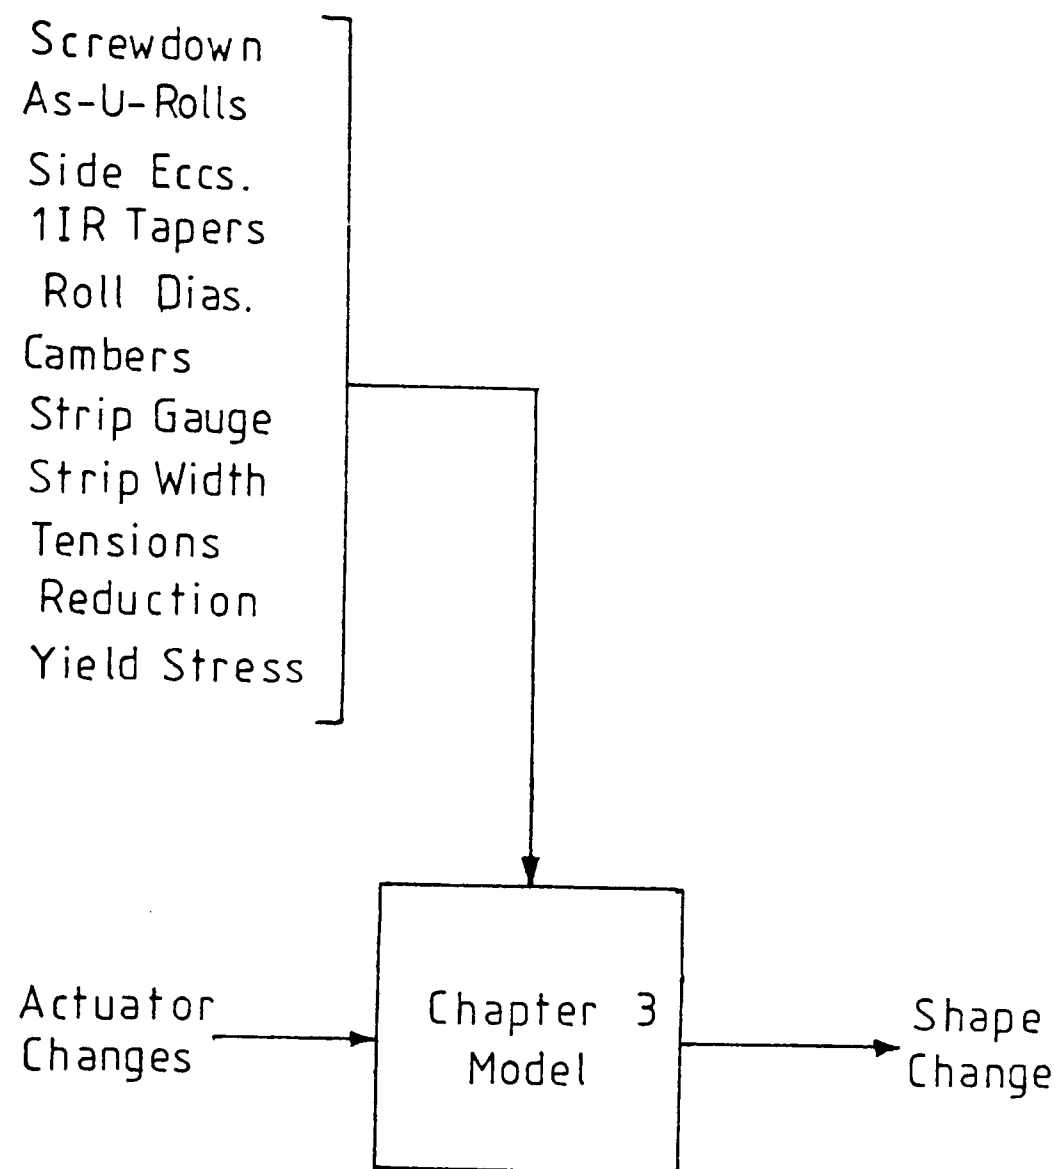 Screwdown
As-U-Rolls
Side Eccs.
1IR Tapers
Roll Dias.
Cambers
Strip Gauge
Strip Width
Tensions
Reduction
Yield Stress
Actuator
Changes
Chapter 3
Model
Shape
Change